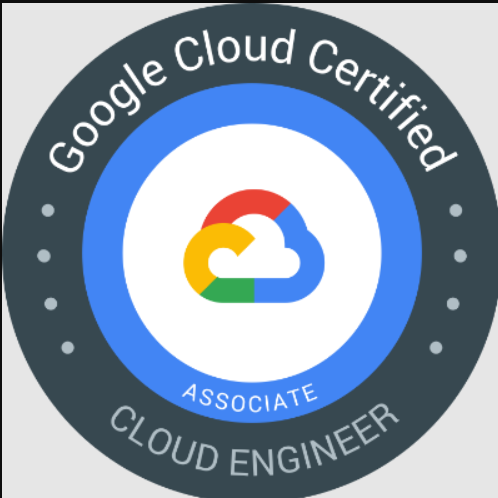 Google Cloud Certified
ASSOCIATE
CLOUD ENGINEER